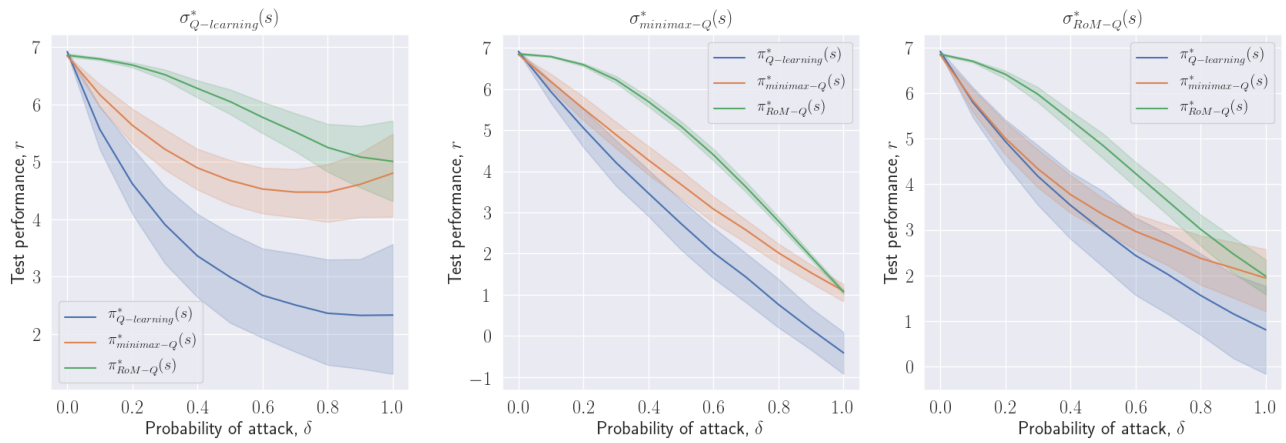 σ*Q−learning(s)
7
6
5
4
3
2
Test performance, r
π*Q−learning(s)
π*minimax−Q(s)
π*RoM−Q(s)
0.0 0.2 0.4 0.6 0.8 1.0
Probability of attack, δ
σ*minimax−Q(s)
7
6
5
4
3
2
1
0
−1
Test performance, r
π*Q−learning(s)
π*minimax−Q(s)
π*RoM−Q(s)
0.0 0.2 0.4 0.6 0.8 1.0
Probability of attack, δ
σ*RoM−Q(s)
7
6
5
4
3
2
1
0
Test performance, r
π*Q−learning(s)
π*minimax−Q(s)
π*RoM−Q(s)
0.0 0.2 0.4 0.6 0.8 1.0
Probability of attack, δ